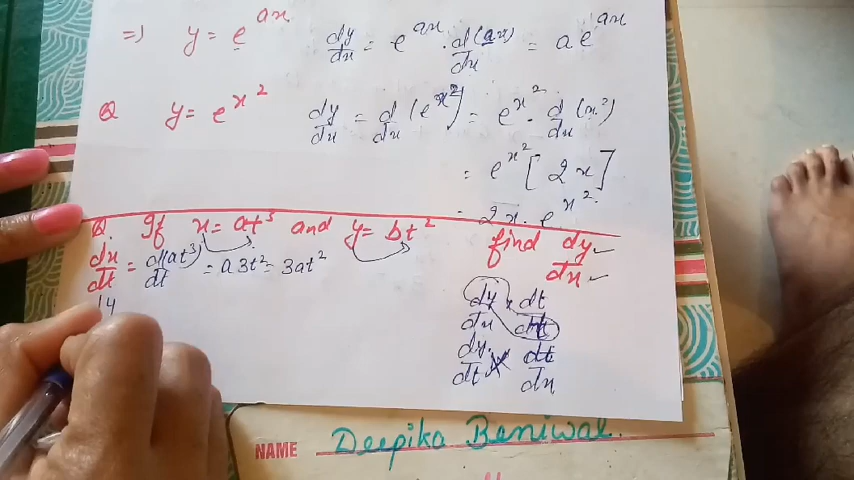 =) y = e^ax dy/dx = e^ax . d(ax)/dx = a e^ax
Q y = e^x² dy/dx = d/dx (e^x²) = e^x² . d/dx (x²)
= e^x² [2x]
= 2x . e^x².
Q. If x = at³ and y = bt² find dy/dx
dx/dt = d(at³)/dt = a3t² = 3at²
dy/dx × dt
dy/dt × dt/dx
NAME Deepika Beniwal.